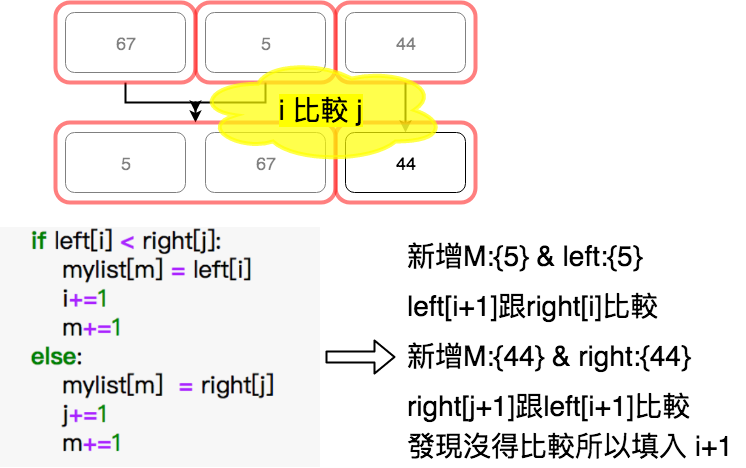 67 5 44
i 比較 j
5 67 44
if left[i] < right[j]:
mylist[m] = left[i]
i+=1
m+=1
else:
mylist[m] = right[j]
j+=1
m+=1
新增M:{5} & left:{5}
left[i+1]跟right[i]比較
新增M:{44} & right:{44}
right[j+1]跟left[i+1]比較
發現沒得比較所以填入 i+1